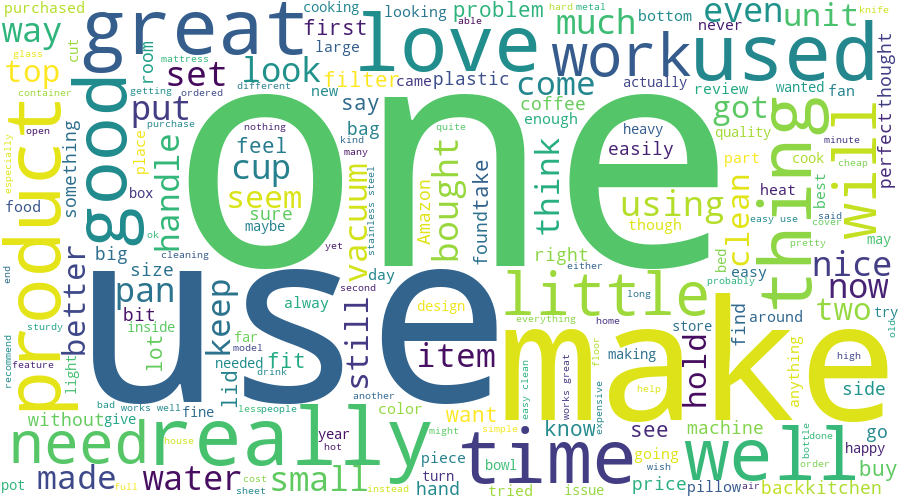 purchased
cooking
looking
problem
able
hard
metal
knife
way
great
first
love
much
even
unit
never
cut
glass
room
large
bottom
top
mattress
set
look
filter
came
plastic
work
used
actually
thought
container
getting
ordered
different
new
come
review
wanted
fan
put
say
coffee
got
purchase
bag
enough
quality
perfect
open
nothing
one
quite
heavy
minute
especially
product
good
something
place
feel
kind
many
easily
part
cook
cheap
cup
think
thing
will
handle
vacuum
stainless steel
Amazon
bought
foundtake
clean
heat
best
food
box
seem
using
easy use
said
sure
though
cover
ok
maybe
pretty
better
cleaning
yet
right
either
bed
may
end
big
size
day
easy
probably
nice
bit
pan
keep
second
use
little
long
now
inside
alway
design
everything
home
store
find
around
two
try
old
sturdy
lot
far
still
item
make
hold
recommend
feature
light
model
needed
fit
making
anything
high
lid
drink
works great
floor
side
bad
works well
lesspeople
another
easy clean
expensive
help
without
give
fine
color
want
know
see
machine
go
need
really
might
simple
time
well
bottle
done
happy
house
year
hot
piece
going
order
buy
pot
made
water
cost
small
turn
bowl
issue
wish
price
pillow
air
backkitchen
full
sheet
instead
hand
tried